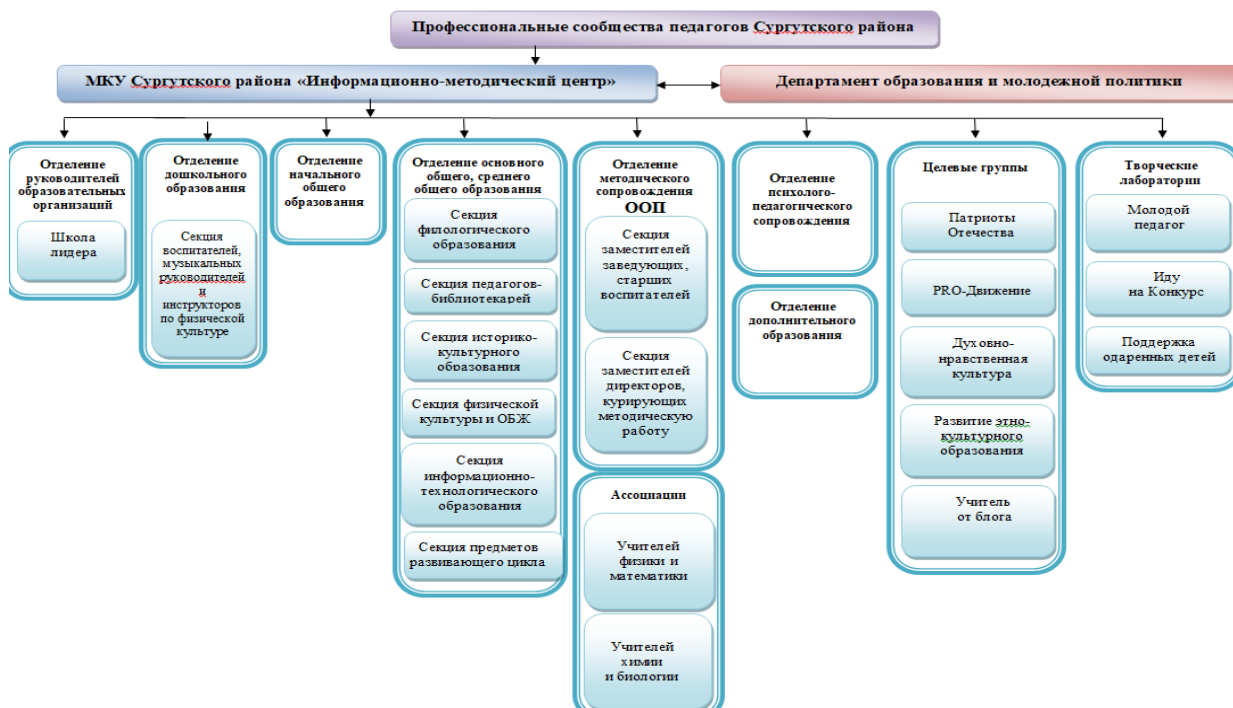 Профессиональные сообщества педагогов Сургутского района
МКУ Сургутского района «Информационно-методический центр»
Департамент образования и молодежной политики
Отделение
руководителей
образовательных
организаций
Школа
лидера
Отделение
дошкольного
образования
Секция
воспитателей,
музыкальных
руководителей
и
инструкторов
по физической
культуре
Отделение
начального
общего
образования
Отделение основного
общего, среднего
общего образования
Секция
филологического
образования
Секция педагогов-
библиотекарей
Секция историко-
культурного
образования
Секция физической
культуры и ОБЖ
Секция
информационно-
технологического
образования
Секция предметов
развивающего цикла
Отделение
методического
сопровождения
ООП
Секция
заместителей
заведующих,
старших
воспитателей
Секция
заместителей
директоров,
курирующих
методическую
работу
Ассоциации
Учителей
физики и
математики
Учителей
химии
и биологии
Отделение
психолого-
педагогического
сопровождения
Отделение
дополнительного
образования
Целевые группы
Патриоты
Отечества
PRO-Движение
Духовно-
нравственная
культура
Развитие этно-
культурного
образования
Учитель
от блога
Творческие
лаборатории
Молодой
педагог
Иду
на Конкурс
Поддержка
одаренных детей